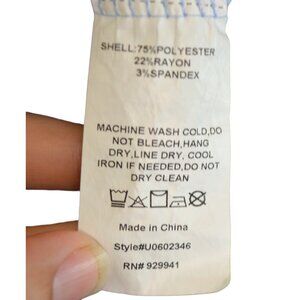 SHELL:75%POLYESTER
22%RAYON
3%SPANDEX
MACHINE WASH COLD,DO
NOT BLEACH,HANG
DRY,LINE DRY, COOL
IRON IF NEEDED,DO NOT
DRY CLEAN
Made in China
Style#U0602346
RN# 929941